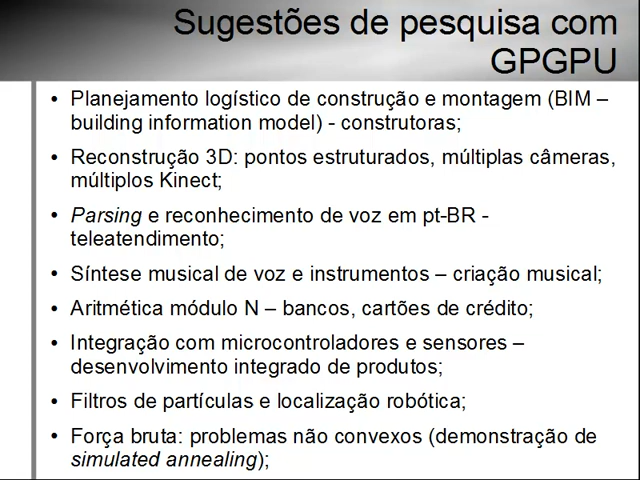 Sugestões de pesquisa com
GPGPU
• Planejamento logístico de construção e montagem (BIM –
building information model) - construtoras;
• Reconstrução 3D: pontos estruturados, múltiplas câmeras,
múltiplos Kinect;
• Parsing e reconhecimento de voz em pt-BR -
teleatendimento;
• Síntese musical de voz e instrumentos – criação musical;
• Aritmética módulo N – bancos, cartões de crédito;
• Integração com microcontroladores e sensores –
desenvolvimento integrado de produtos;
• Filtros de partículas e localização robótica;
• Força bruta: problemas não convexos (demonstração de
simulated annealing);